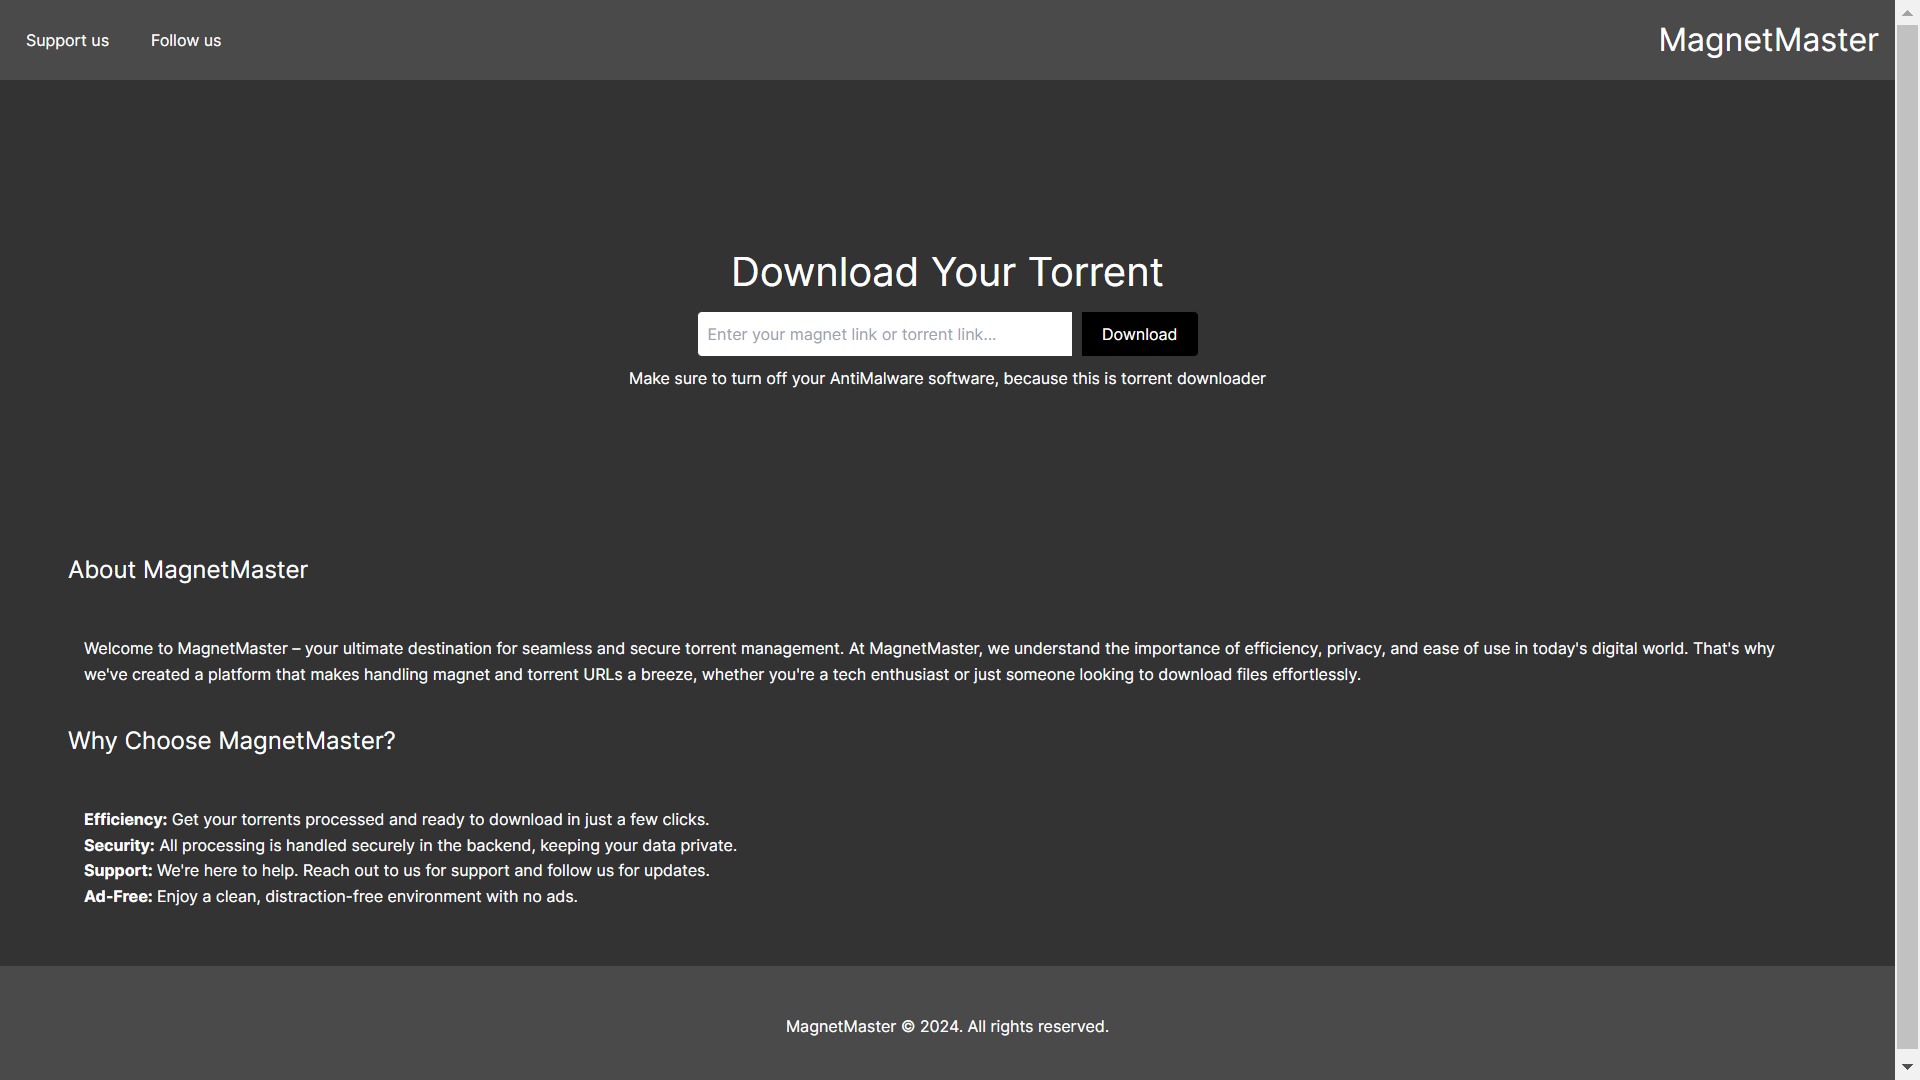 Support us
Follow us
MagnetMaster
Download Your Torrent
Enter your magnet link or torrent link...
Download
Make sure to turn off your AntiMalware software, because this is torrent downloader
About MagnetMaster
Welcome to MagnetMaster – your ultimate destination for seamless and secure torrent management. At MagnetMaster, we understand the importance of efficiency, privacy, and ease of use in today's digital world. That's why
we've created a platform that makes handling magnet and torrent URLs a breeze, whether you're a tech enthusiast or just someone looking to download files effortlessly.
Why Choose MagnetMaster?
Efficiency: Get your torrents processed and ready to download in just a few clicks.
Security: All processing is handled securely in the backend, keeping your data private.
Support: We're here to help. Reach out to us for support and follow us for updates.
Ad-Free: Enjoy a clean, distraction-free environment with no ads.
MagnetMaster © 2024. All rights reserved.